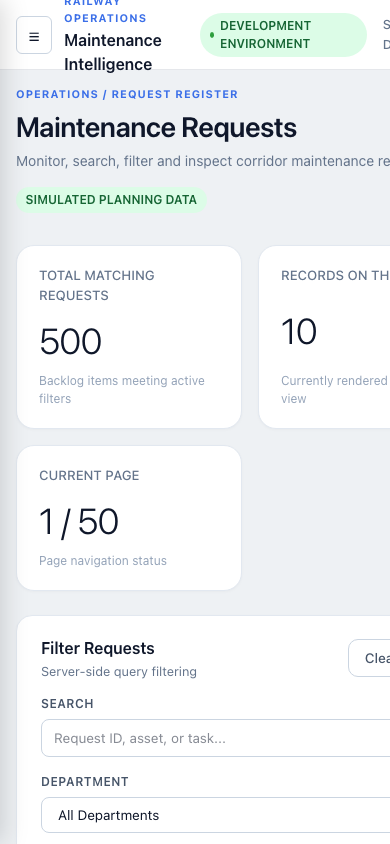 RAILWAY
OPERATIONS
Maintenance
Intelligence
DEVELOPMENT
ENVIRONMENT
OPERATIONS / REQUEST REGISTER
Maintenance Requests
Monitor, search, filter and inspect corridor maintenance re
SIMULATED PLANNING DATA
TOTAL MATCHING
REQUESTS
500
Backlog items meeting active
filters
RECORDS ON TH
10
Currently rendered
view
CURRENT PAGE
1 / 50
Page navigation status
Filter Requests
Server-side query filtering
Clea
SEARCH
Request ID, asset, or task...
DEPARTMENT
All Departments